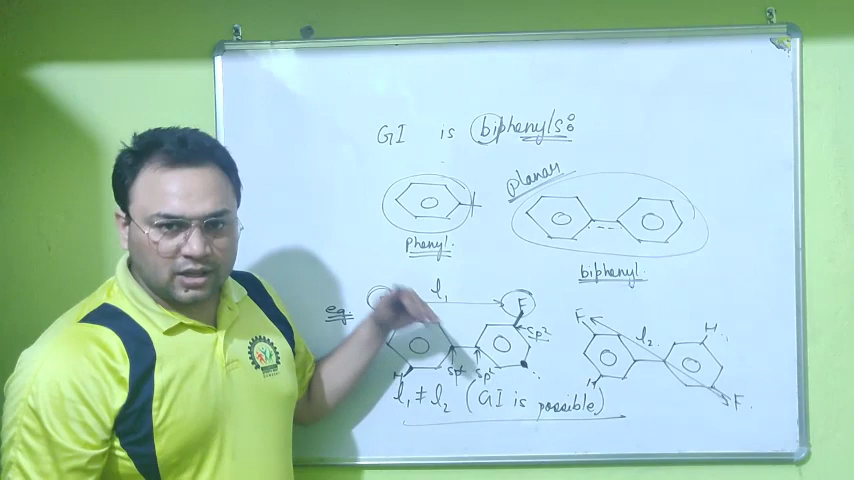 GI is biphenyls:
planar
Phenyl.
biphenyl.
eg.
l₁
F
sp²
sp²
sp²
H
F
l₂
H
H
F
l₁ ≠ l₂ (GI is possible)